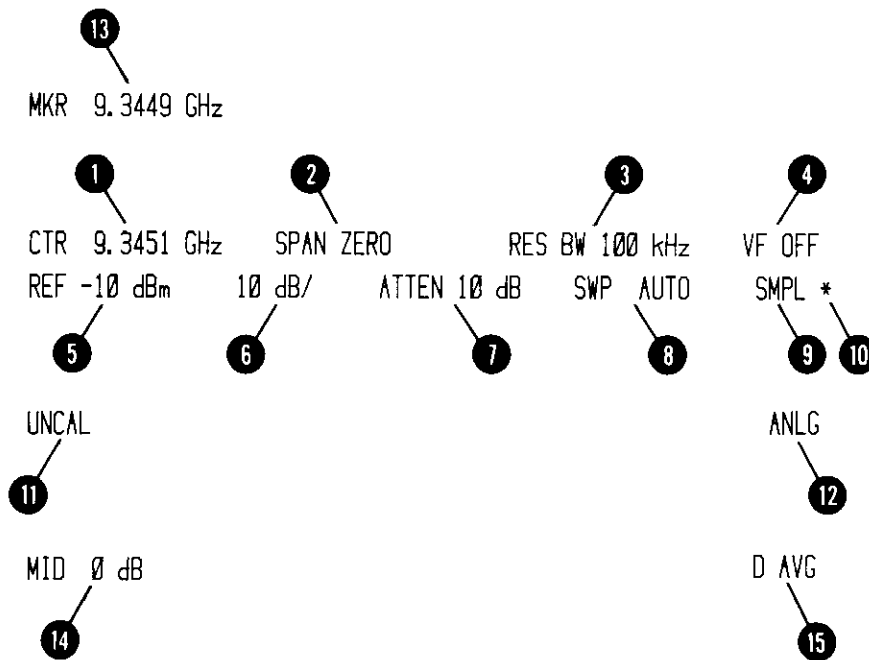 13
MKR 9.3449 GHz
1 2 3 4
CTR 9.3451 GHz SPAN ZERO RES BW 100 kHz VF OFF
REF -10 dBm 10 dB/ ATTEN 10 dB SWP AUTO SMPL *
5 6 7 8 9 10
UNCAL ANLG
11 12
MID 0 dB D AVG
14 15